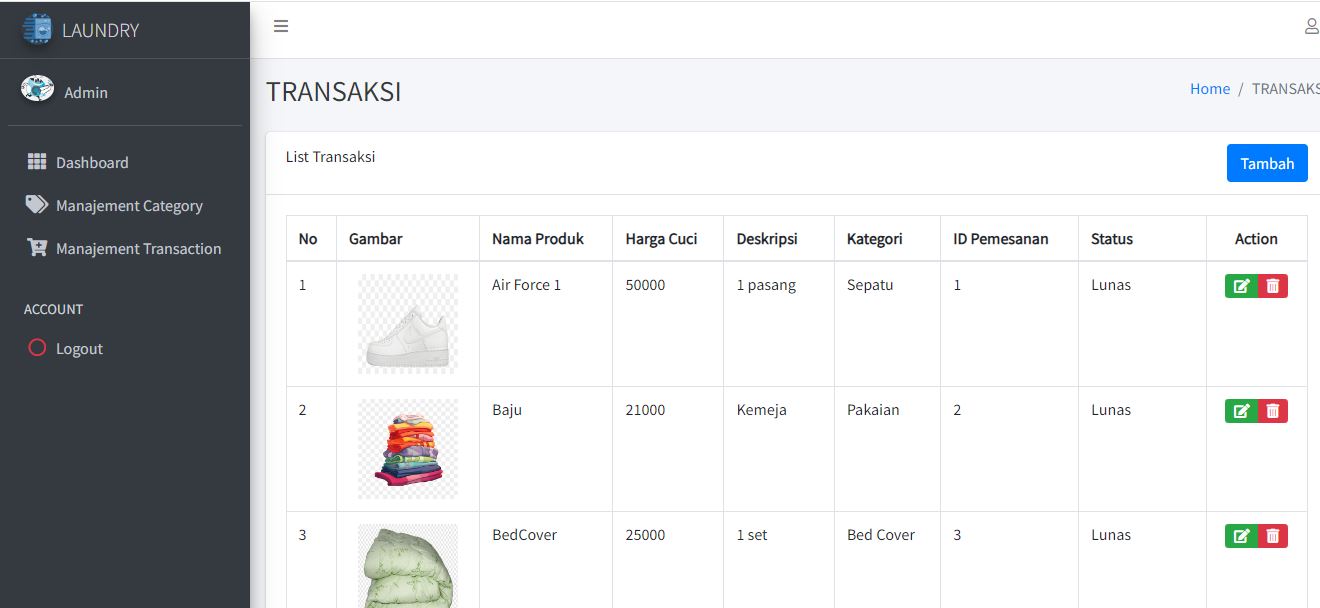 LAUNDRY
Admin
Dashboard
Manajement Category
Manajement Transaction
ACCOUNT
Logout
TRANSAKSI
Home / TRANSAKS
List Transaksi
Tambah
No Gambar Nama Produk Harga Cuci Deskripsi Kategori ID Pemesanan Status Action
1 Air Force 1 50000 1 pasang Sepatu 1 Lunas
2 Baju 21000 Kemeja Pakaian 2 Lunas
3 BedCover 25000 1 set Bed Cover 3 Lunas